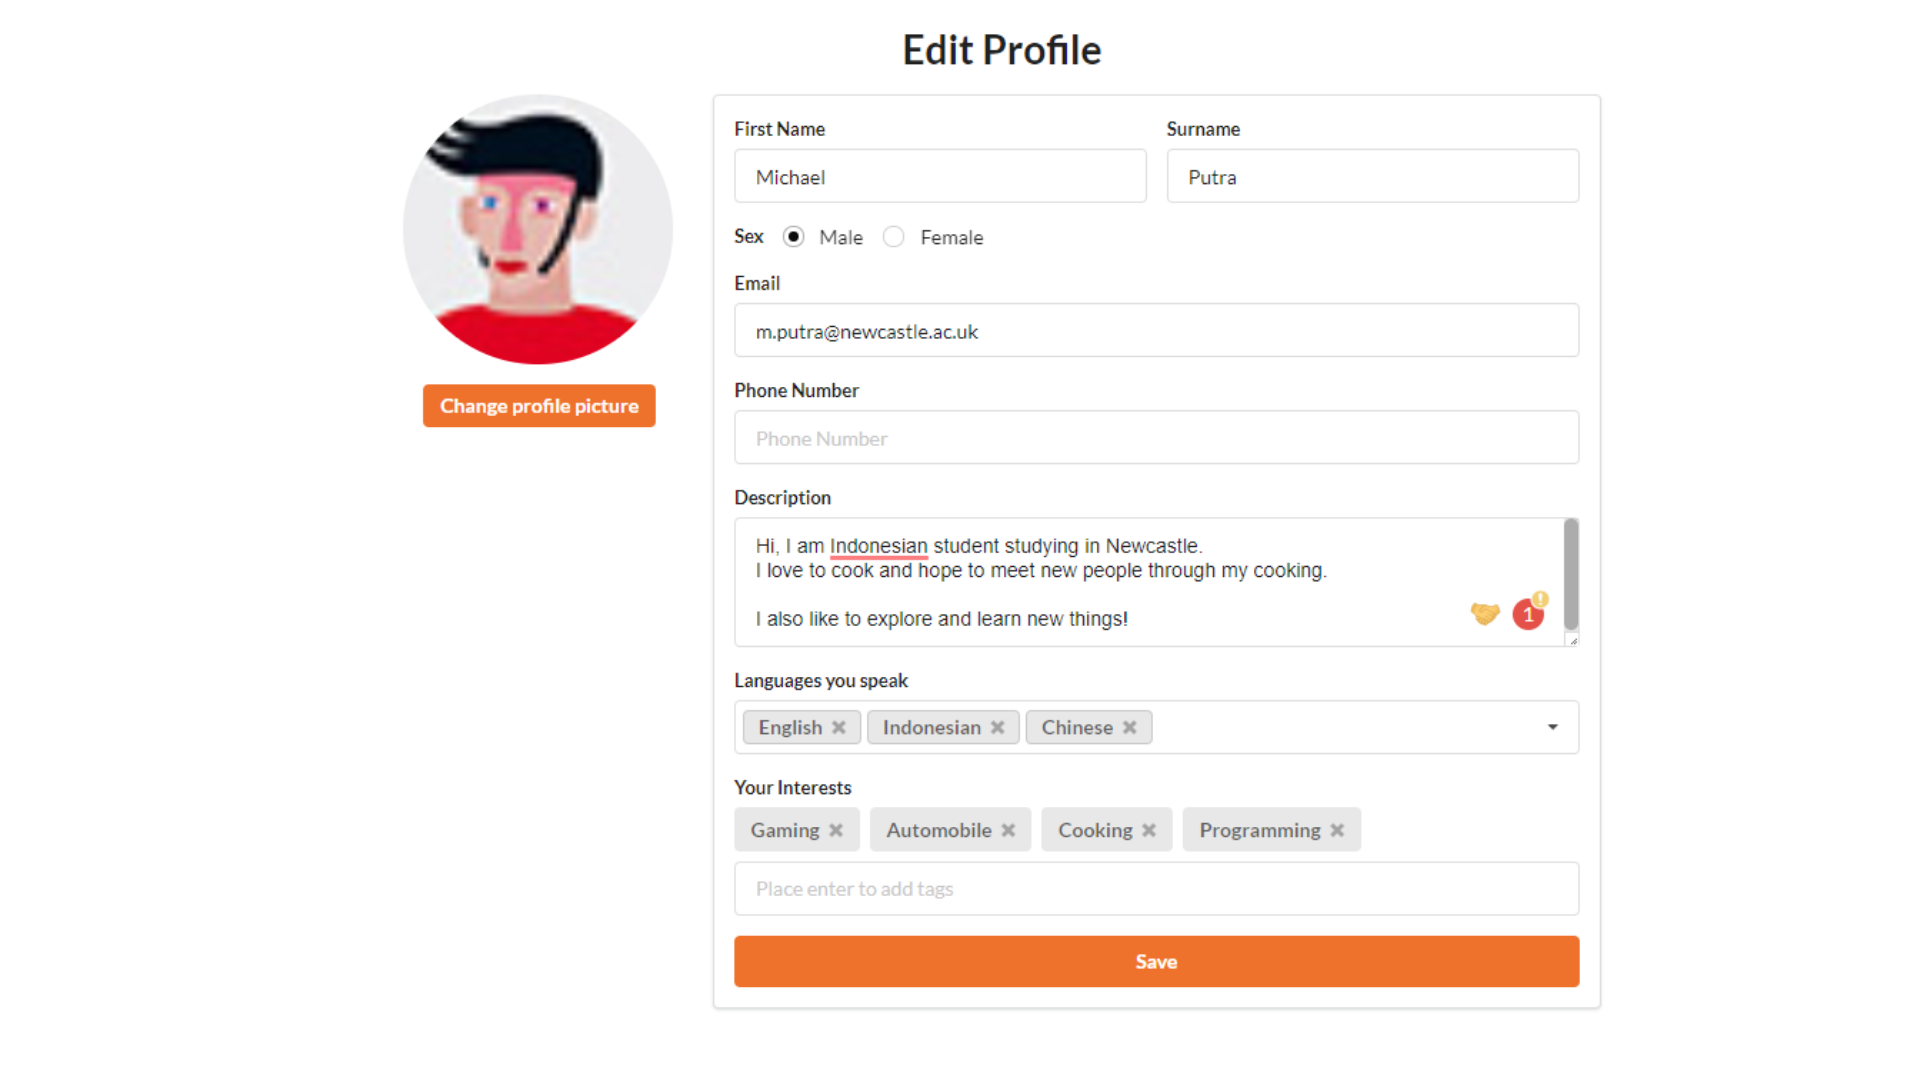 Edit Profile
Change profile picture
First Name
Surname
Michael
Putra
Sex Male Female
Email
m.putra@newcastle.ac.uk
Phone Number
Phone Number
Description
Hi, I am Indonesian student studying in Newcastle.
I love to cook and hope to meet new people through my cooking.
I also like to explore and learn new things!
1
Languages you speak
English Indonesian Chinese
Your Interests
Gaming Automobile Cooking Programming
Place enter to add tags
Save